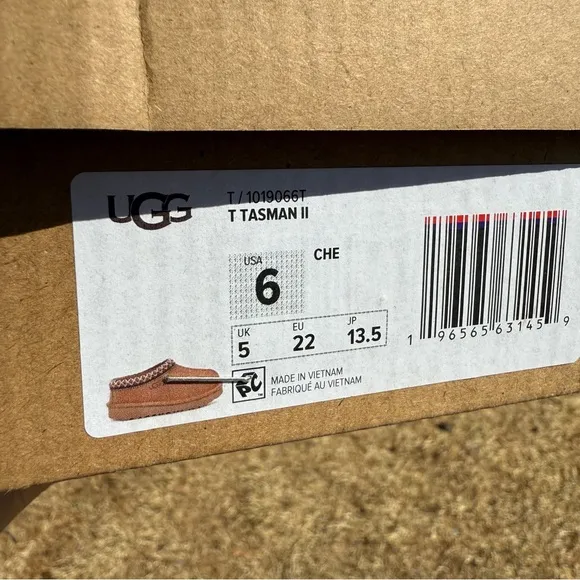 UGG
T / 1019066T
T TASMAN II
USA
6
CHE
UK EU JP
5 22 13.5
MADE IN VIETNAM
FABRIQUÉ AU VIETNAM
1 96565 63145 9